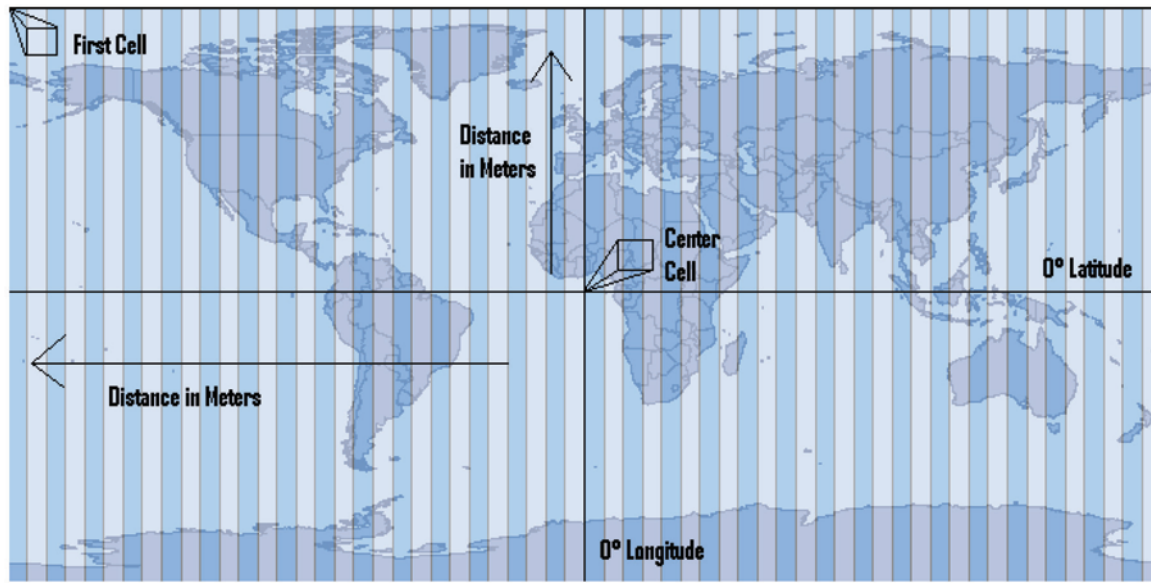 First Cell
Distance
in Meters
Center
Cell
0° Latitude
Distance in Meters
0° Longitude